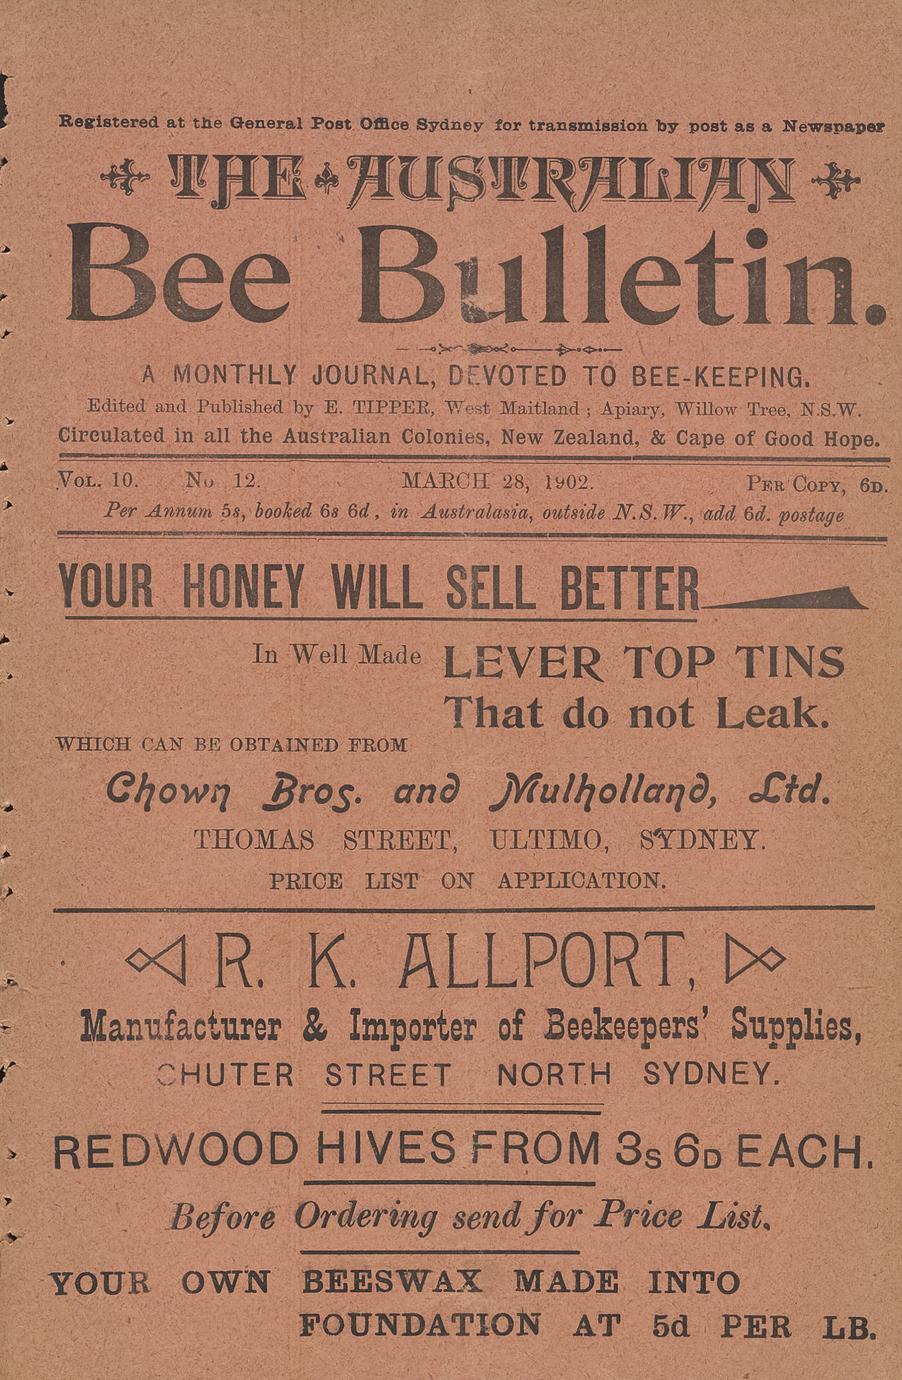 Registered at the General Post Office Sydney for transmission by post as a Newspaper
THE AUSTRALIAN
Bee Bulletin.
A MONTHLY JOURNAL, DEVOTED TO BEE-KEEPING.
Edited and Published by E. TIPPER, West Maitland ; Apiary, Willow Tree, N.S.W.
Circulated in all the Australian Colonies, New Zealand, & Cape of Good Hope.
VOL. 10. No 12. MARCH 28, 1902. PER COPY, 6D.
Per Annum 5s, booked 6s 6d, in Australasia, outside N.S.W., add 6d. postage
YOUR HONEY WILL SELL BETTER
In Well Made LEVER TOP TINS
That do not Leak.
WHICH CAN BE OBTAINED FROM
Chown Bros. and Mulholland, Ltd.
THOMAS STREET, ULTIMO, SYDNEY.
PRICE LIST ON APPLICATION.
R. K. ALLPORT,
Manufacturer & Importer of Beekeepers' Supplies,
CHUTER STREET NORTH SYDNEY.
REDWOOD HIVES FROM 3s 6D EACH.
Before Ordering send for Price List.
YOUR OWN BEESWAX MADE INTO
FOUNDATION AT 5d PER LB.